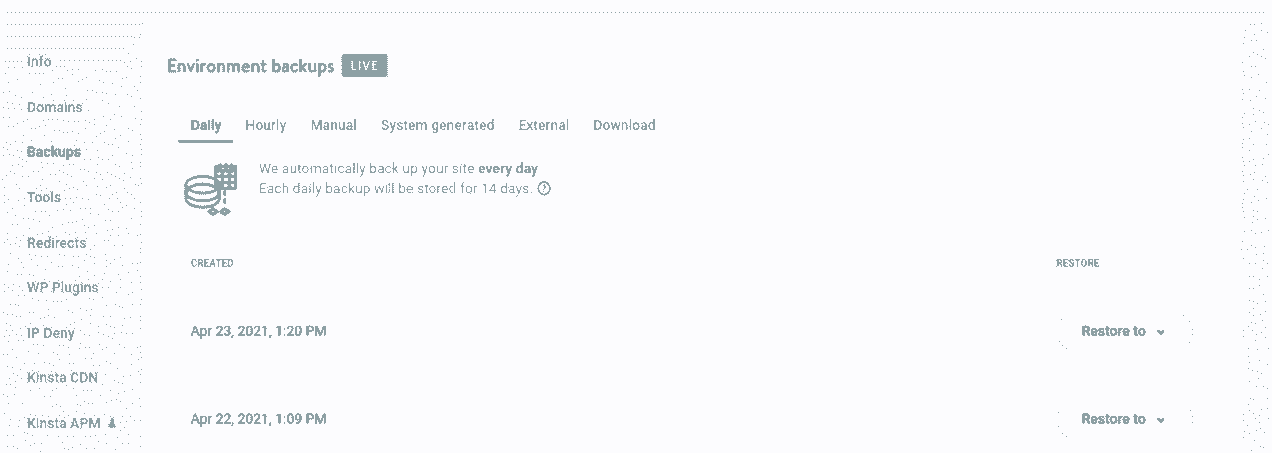 Info
Domains
Backups
Tools
Redirects
WP Plugins
IP Deny
Kinsta CDN
Kinsta APM
Environment backups LIVE
Daily Hourly Manual System generated External Download
We automatically back up your site every day
Each daily backup will be stored for 14 days. ?
CREATED RESTORE
Apr 23, 2021, 1:20 PM Restore to
Apr 22, 2021, 1:09 PM Restore to